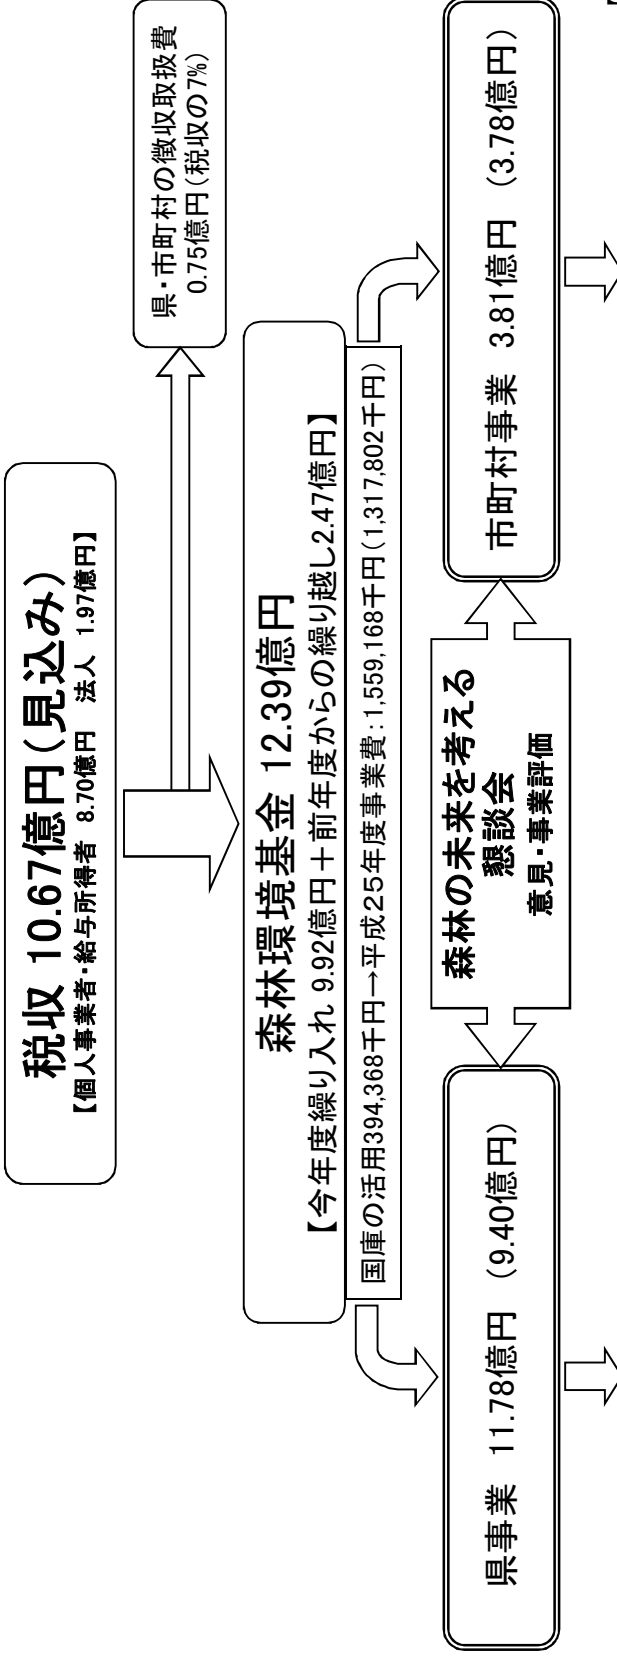 税収 10.67億円(見込み)
【個人事業者・給与所得者 8.70億円 法人 1.97億円】
県・市町村の徴収取扱費
0.75億円(税収の7%)
森林環境基金 12.39億円
【今年度繰り入れ 9.92億円+前年度からの繰り越し2.47億円】
国庫の活用394,368千円→平成25年度事業費:1,559,168千円(1,317,802千円)
県事業 11.78億円 (9.40億円)
森林の未来を考える
懇談会
意見・事業評価
市町村事業 3.81億円 (3.78億円)